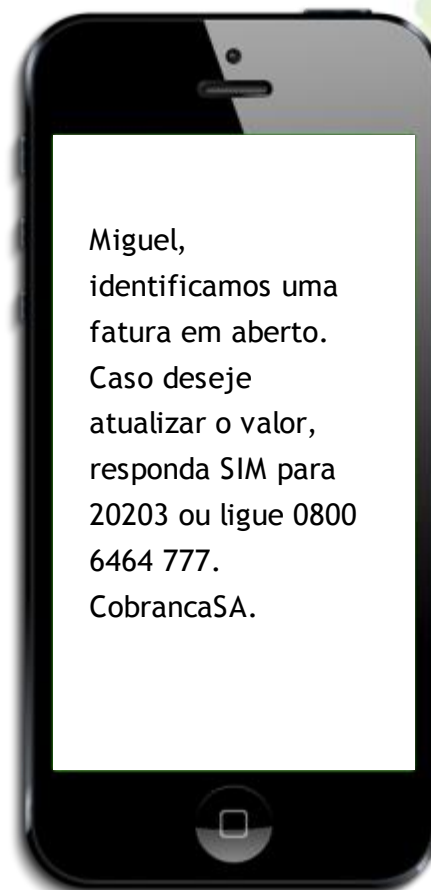 Miguel,
identificamos uma
fatura em aberto.
Caso deseje
atualizar o valor,
responda SIM para
20203 ou ligue 0800
6464 777.
CobrancaSA.